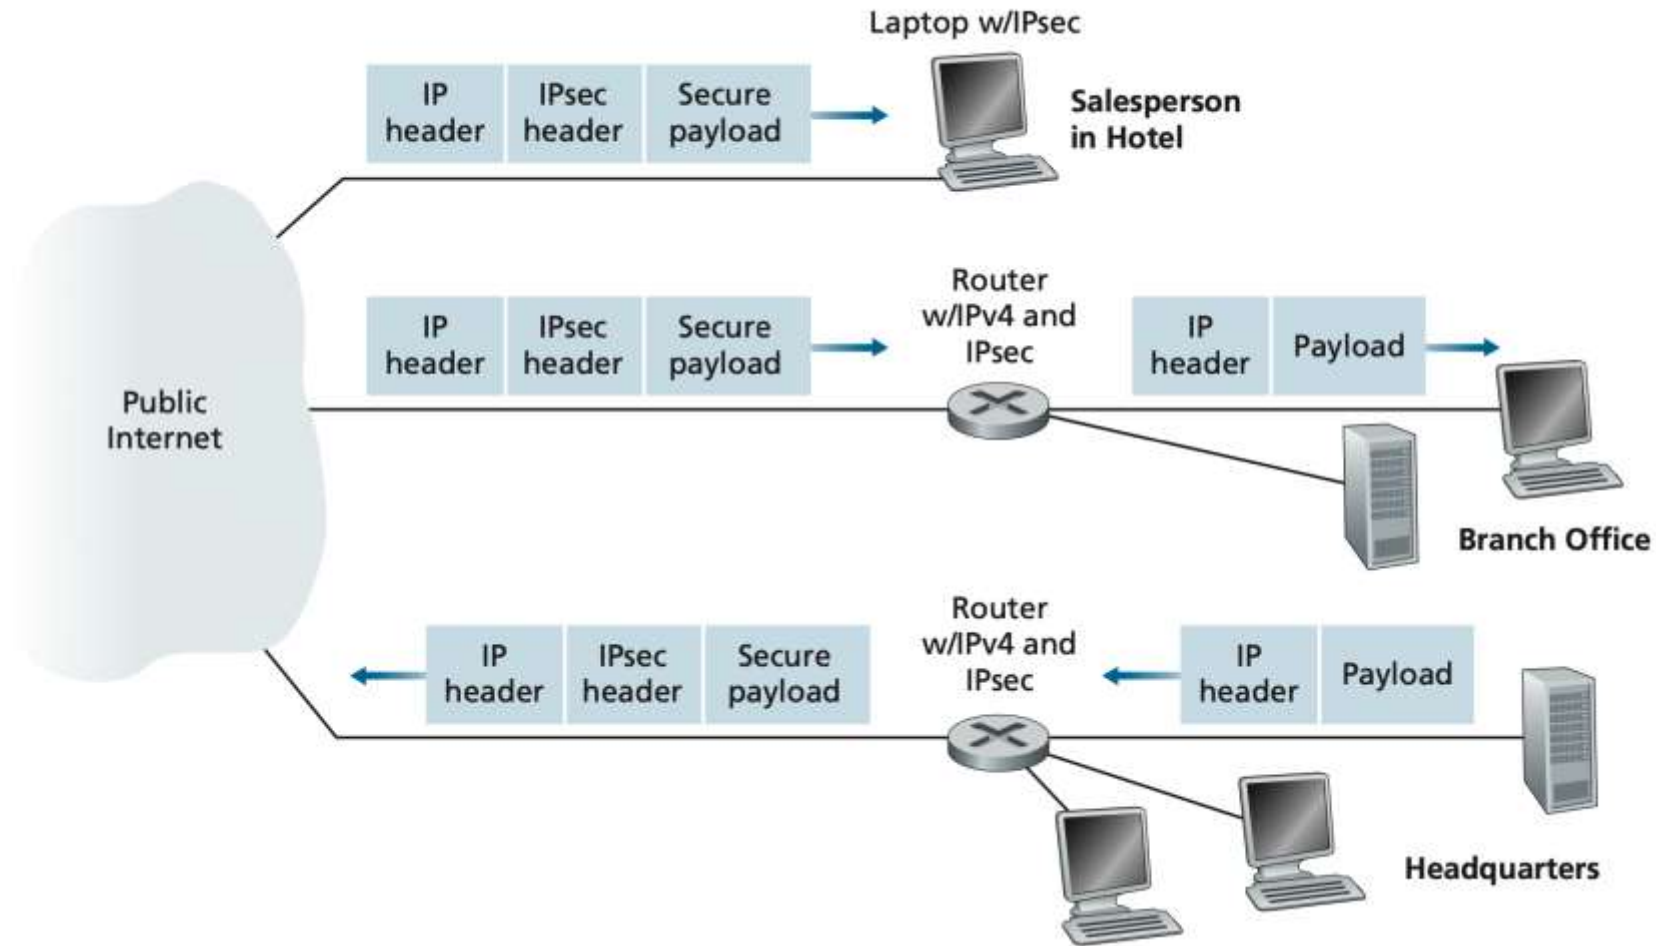 Laptop w/IPsec
IP
header
IPsec
header
Secure
payload
Salesperson
in Hotel
Router
w/IPv4 and
IPsec
IP
header
IPsec
header
Secure
payload
IP
header
Payload
Public
Internet
Branch Office
Router
w/IPv4 and
IPsec
IP
header
IPsec
header
Secure
payload
IP
header
Payload
Headquarters